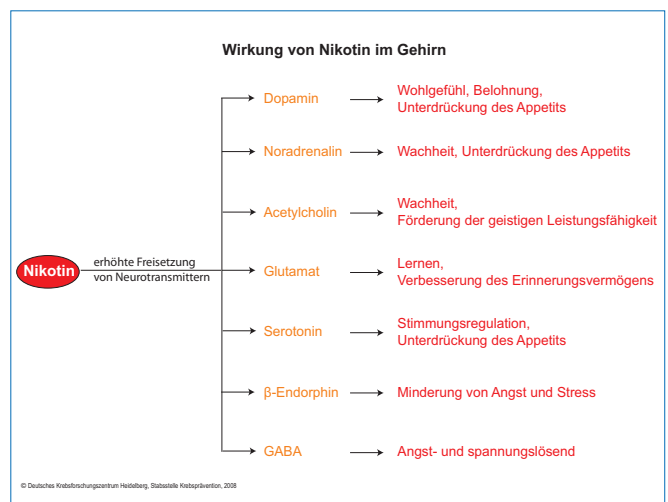 Wirkung von Nikotin im Gehirn
Nikotin
erhöhte Freisetzung
von Neurotransmittern
Dopamin
Wohlgefühl, Belohnung,
Unterdrückung des Appetits
Noradrenalin
Wachheit, Unterdrückung des Appetits
Acetylcholin
Wachheit,
Förderung der geistigen Leistungsfähigkeit
Glutamat
Lernen,
Verbesserung des Erinnerungsvermögens
Serotonin
Stimmungsregulation,
Unterdrückung des Appetits
β-Endorphin
Minderung von Angst und Stress
GABA
Angst- und spannungslösend
© Deutsches Krebsforschungszentrum Heidelberg, Stabsstelle Krebsprävention, 2008